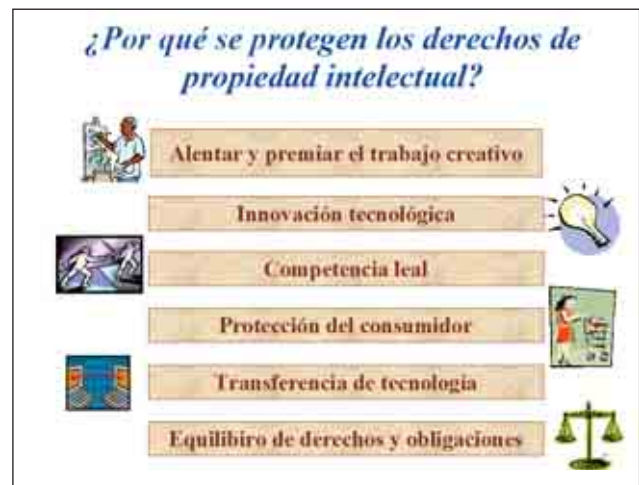 ¿Por qué se protegen los derechos de
propiedad intelectual?
Alentar y premiar el trabajo creativo
Innovación tecnológica
Competencia leal
Protección del consumidor
Transferencia de tecnología
Equilibiro de derechos y obligaciones